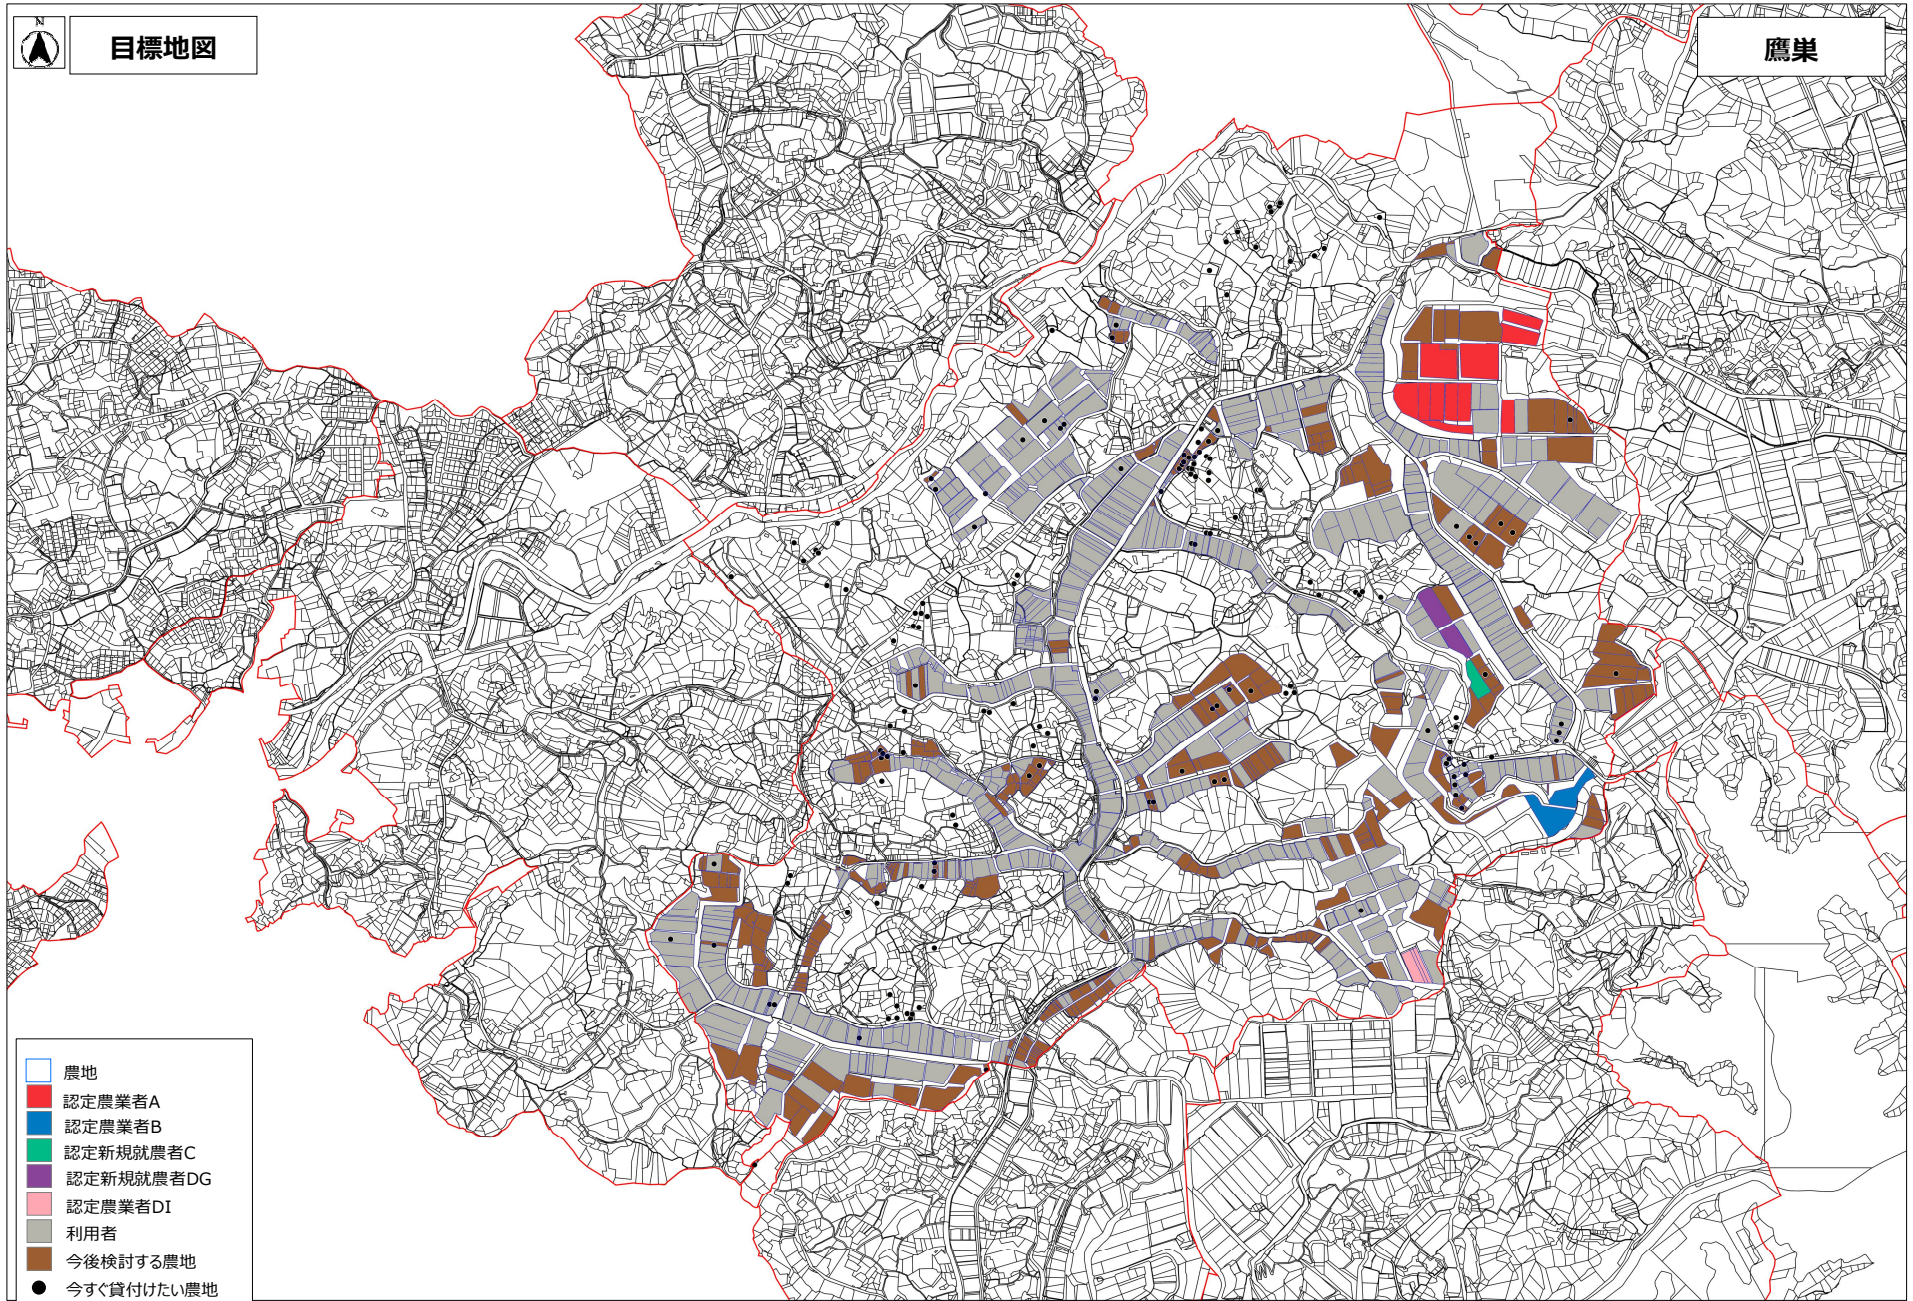 N
目標地図
鷹巣
農地
認定農業者A
認定農業者B
認定新規就農者C
認定新規就農者DG
認定農業者DI
利用者
今後検討する農地
今すぐ貸付けたい農地